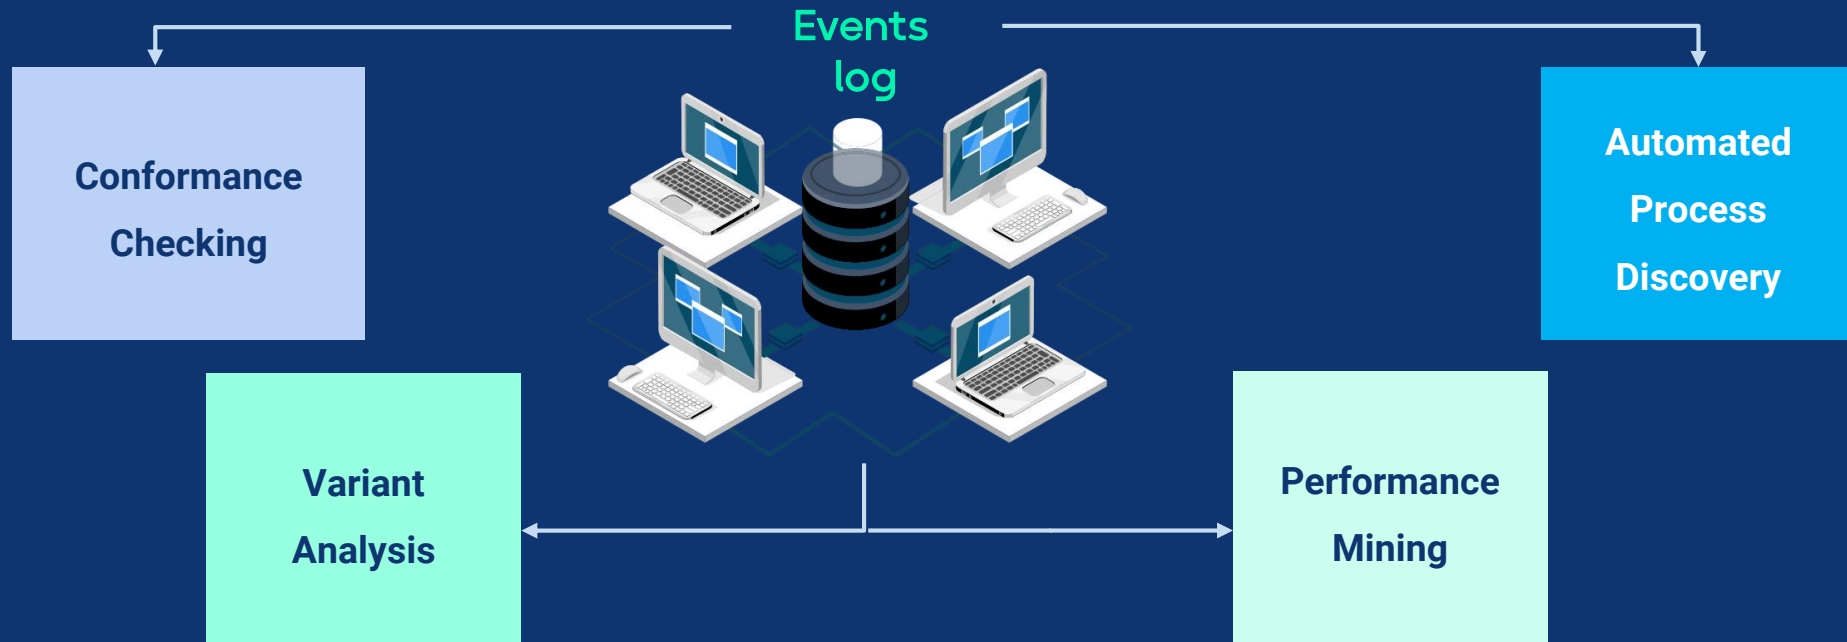 Events
log
Conformance
Checking
Automated
Process
Discovery
Variant
Analysis
Performance
Mining